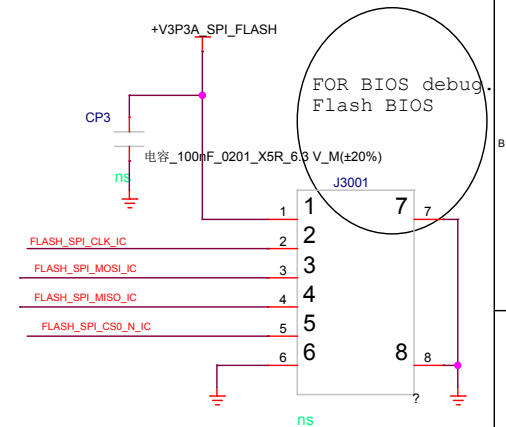 +V3P3A_SPI_FLASH
FOR BIOS debug.
Flash BIOS
CP3
B
电容_100nF_0201_X5R_6.3 V_M(±20%)
ns
J3001
1 1 7 7
FLASH_SPI_CLK_IC 2 2
FLASH_SPI_MOSI_IC 3 3
FLASH_SPI_MISO_IC 4 4
FLASH_SPI_CS0_N_IC 5 5
6 6 8 8
?
ns